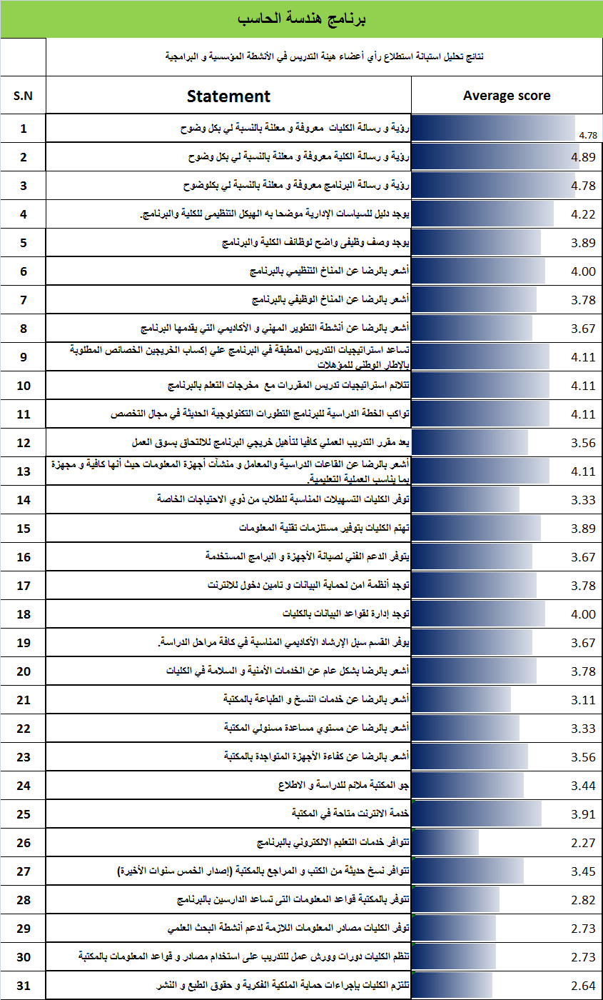 برنامج هندسة الحاسب
نتائج تحليل استبانة استطلاع رأي أعضاء هيئة التدريس في الأنشطة المؤسسية و البرامجية
S.N Statement Average score
1 رؤية و رسالة الكليات معروفة و معلنة بالنسبة لي بكل وضوح 4.78
2 رؤية و رسالة الكلية معروفة و معلنة بالنسبة لي بكل وضوح 4.89
3 رؤية و رسالة البرنامج معروفة و معلنة بالنسبة لي بكلوضوح 4.78
4 يوجد دليل للسياسات الإدارية موضحا به الهيكل التنظيمى للكلية والبرنامج. 4.22
5 يوجد وصف وظيفى واضح لوظائف الكلية والبرنامج 3.89
6 أشعر بالرضا عن المناخ التنظيمي بالبرنامج 4.00
7 أشعر بالرضا عن المناخ الوظيفي بالبرنامج 3.78
8 أشعر بالرضا عن أنشطة التطوير المهني و الأكاديمي التي يقدمها البرنامج 3.67
9 تساعد استراتيجيات التدريس المطبقة في البرنامج علي إكساب الخريجين الخصائص المطلوبة
بالإطار الوطني للمؤهلات 4.11
10 تتلائم استراتيجيات تدريس المقررات مع مخرجات التعلم بالبرنامج 4.11
11 تواكب الخطة الدراسية للبرنامج التطورات التكنولوجية الحديثة في مجال التخصص 4.11
12 يعد مقرر التدريب العملي كافيا لتأهيل خريجي البرنامج للالتحاق بسوق العمل 3.56
13 أشعر بالرضا عن القاعات الدراسية والمعامل و منشآت أجهزة المعلومات حيث أنها كافية و مجهزة
بما يناسب العملية التعليمية. 4.11
14 توفر الكليات التسهيلات المناسبة للطلاب من ذوي الاحتياجات الخاصة 3.33
15 تهتم الكليات بتوفير مستلزمات تقنية المعلومات 3.89
16 يتوفر الدعم الفني لصيانة الأجهزة و البرامج المستخدمة 3.67
17 توجد أنظمة امن لحماية البيانات و تامين دخول للانترنت 3.78
18 توجد إدارة لقواعد البيانات بالكليات 4.00
19 يوفر القسم سبل الإرشاد الأكاديمي المناسبة في كافة مراحل الدراسة. 3.67
20 أشعر بالرضا بشكل عام عن الخدمات الأمنية و السلامة في الكليات 3.78
21 أشعر بالرضا عن خدمات اننسخ و الطباعة بالمكتبة 3.11
22 أشعر بالرضا عن مستوي مساعدة مسئولي المكتبة 3.33
23 أشعر بالرضا عن كفاءة الأجهزة المتواجدة بالمكتبة 3.56
24 جو المكتبة ملائم للدراسة و الاطلاع 3.44
25 خدمة الانترنت متاحة في المكتبة 3.91
26 تتوافر خدمات التعليم الالكتروني بالبرنامج 2.27
27 تتوافر نسخ حديثة من الكتب و المراجع بالمكتبة (إصدار الخمس سنوات الأخيرة) 3.45
28 تتوفر بالمكتبة قواعد المعلومات التى تساعد الدارسين بالبرنامج 2.82
29 توفر الكليات مصادر المعلومات اللازمة لدعم أنشطة البحث العلمي 2.73
30 تنظم الكليات دورات وورش عمل للتدريب على استخدام مصادر و قواعد المعلومات بالمكتبة 2.73
31 تلتزم الكليات بإجراءات حماية الملكية الفكرية و حقوق الطبع و النشر 2.64